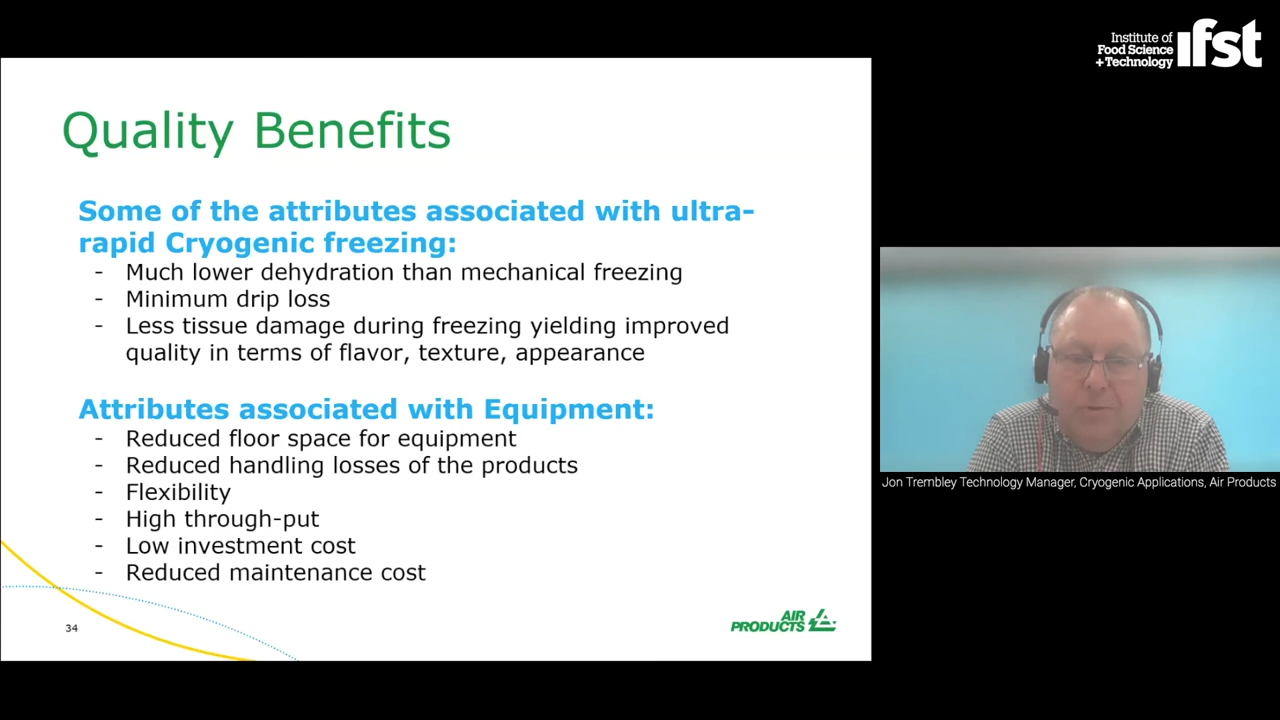 Institute of
Food Science
+Technology
ifst
Quality Benefits
Some of the attributes associated with ultra-
rapid Cryogenic freezing:
- Much lower dehydration than mechanical freezing
- Minimum drip loss
- Less tissue damage during freezing yielding improved
quality in terms of flavor, texture, appearance
Attributes associated with Equipment:
- Reduced floor space for equipment
- Reduced handling losses of the products
- Flexibility
- High through-put
- Low investment cost
- Reduced maintenance cost
34
AIR
PRODUCTS
Jon Trembley Technology Manager, Cryogenic Applications, Air Products